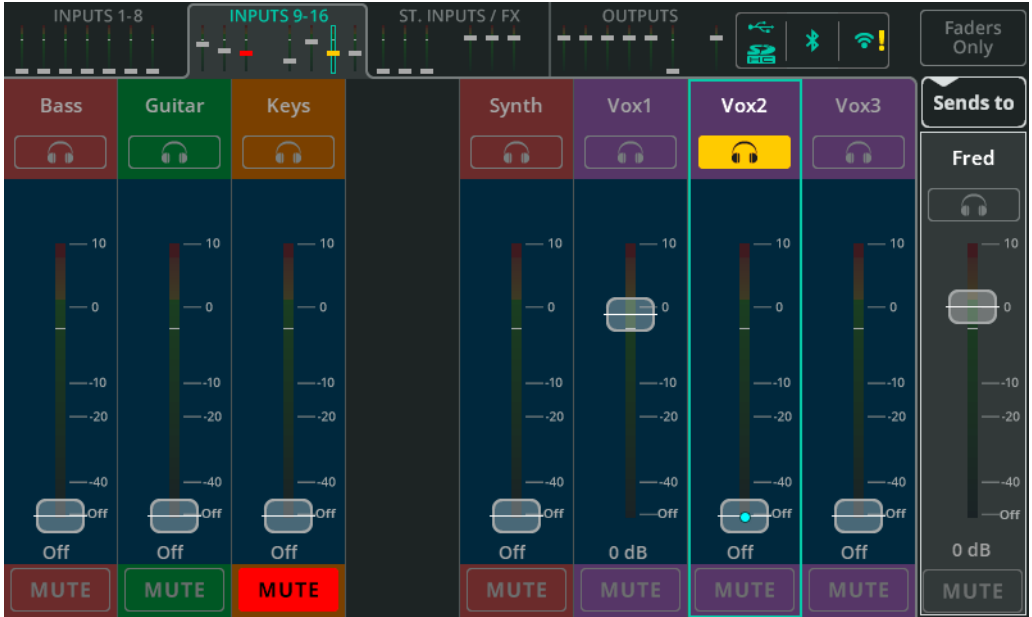 INPUTS 1-8 INPUTS 9-16 ST. INPUTS / FX OUTPUTS Faders
Only
SD
HC
Bass Guitar Keys Synth Vox1 Vox2 Vox3 Sends to
Fred
10 10 10 10 10 10 10 10
0 0 0 0 0 0 0 0
-10 -10 -10 -10 -10 -10 -10 -10
-20 -20 -20 -20 -20 -20 -20 -20
-40 -40 -40 -40 -40 -40 -40 -40
Off Off Off Off Off Off Off Off
Off Off Off Off 0 dB Off Off 0 dB
MUTE MUTE MUTE MUTE MUTE MUTE MUTE MUTE